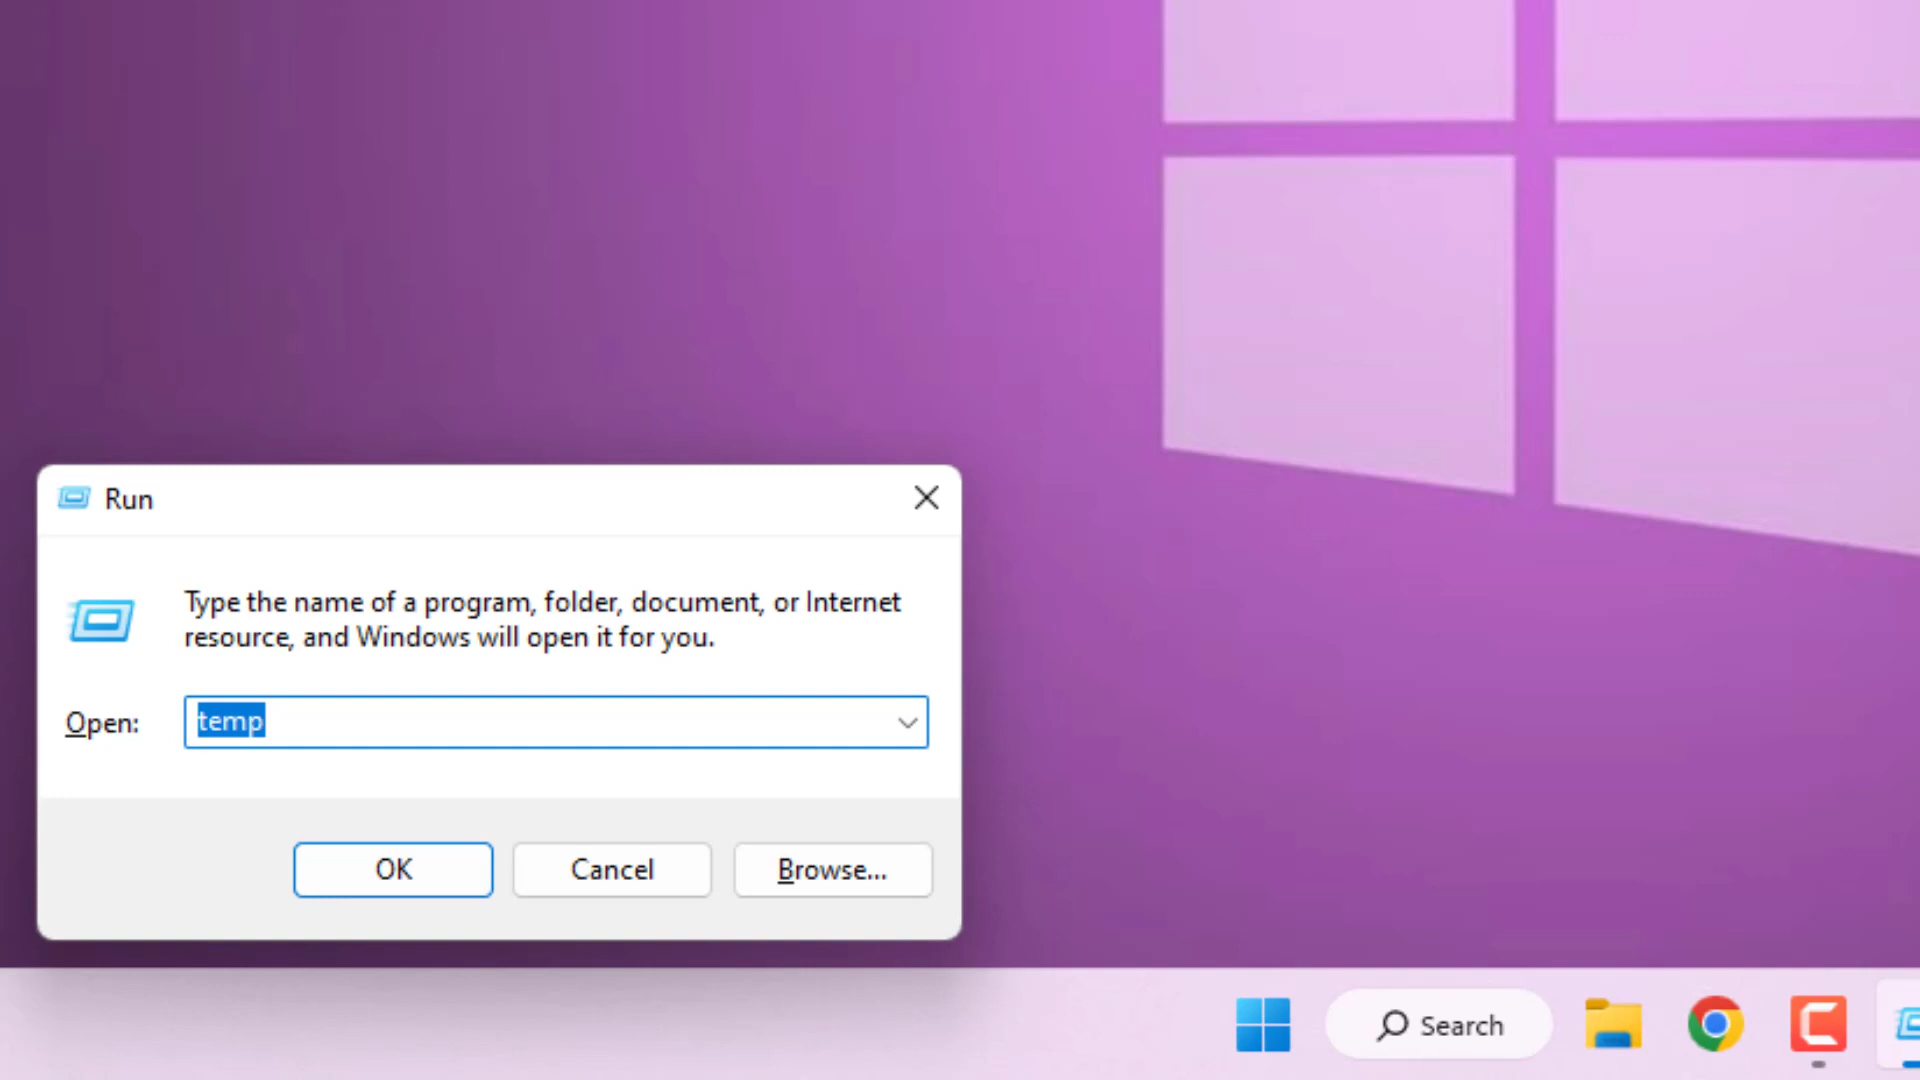 Run
Type the name of a program, folder, document, or Internet
resource, and Windows will open it for you.
Open:
temp
OK
Cancel
Browse...
Search